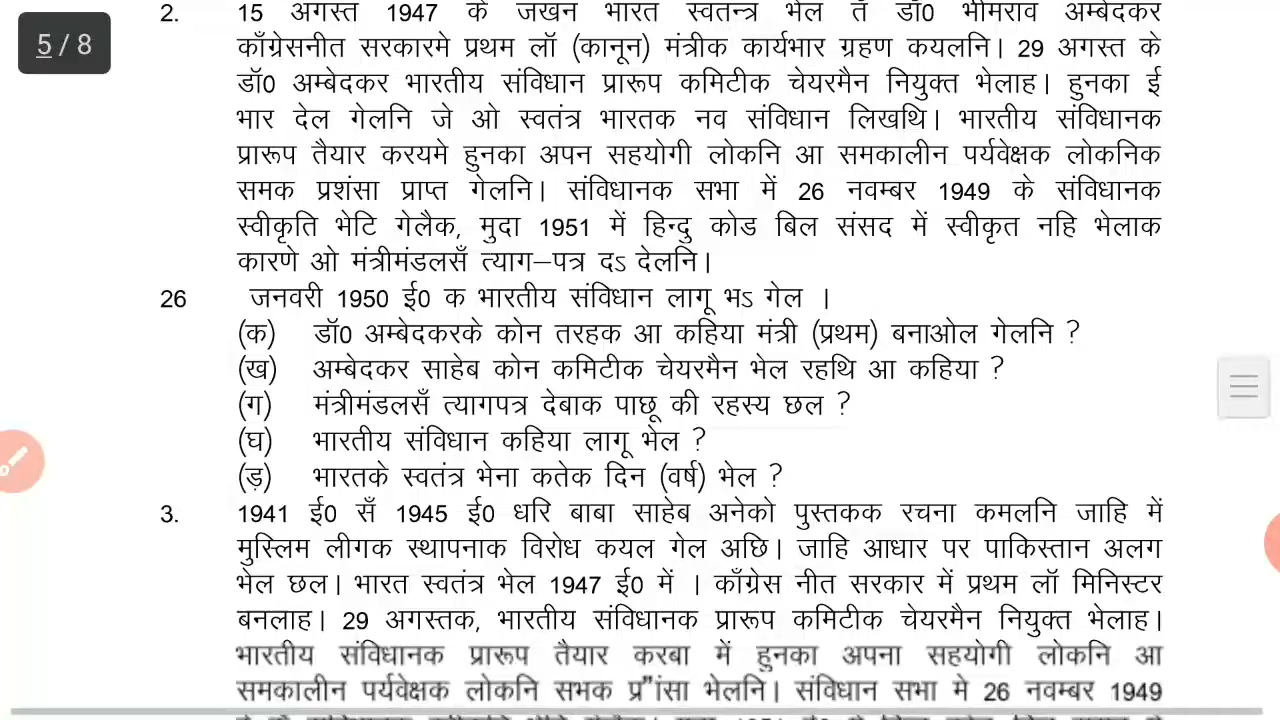 5 / 8
2. 15 अगस्त 1947 के जखन भारत स्वतन्त्र भेल तँ डॉ0 भीमराव अम्बेदकर
काँग्रेसनीत सरकारमे प्रथम लॉ (कानून) मंत्रीक कार्यभार ग्रहण कयलनि। 29 अगस्त के
डॉ0 अम्बेदकर भारतीय संविधान प्रारूप कमिटीक चेयरमैन नियुक्त भेलाह। हुनका ई
भार देल गेलनि जे ओ स्वतंत्र भारतक नव संविधान लिखथि। भारतीय संविधानक
प्रारूप तैयार करयमे हुनका अपन सहयोगी लोकनि आ समकालीन पर्यवेक्षक लोकनिक
समक प्रशंसा प्राप्त गेलनि। संविधानक सभा में 26 नवम्बर 1949 के संविधानक
स्वीकृति भेटि गेलैक, मुदा 1951 में हिन्दु कोड बिल संसद में स्वीकृत नहि भेलाक
कारणे ओ मंत्रीमंडलसँ त्याग–पत्र दऽ देलनि।
26 जनवरी 1950 ई0 क भारतीय संविधान लागू भऽ गेल ।
(क) डॉ0 अम्बेदकरके कोन तरहक आ कहिया मंत्री (प्रथम) बनाओल गेलनि ?
(ख) अम्बेदकर साहेब कोन कमिटीक चेयरमैन भेल रहथि आ कहिया ?
(ग) मंत्रीमंडलसँ त्यागपत्र देबाक पाछू की रहस्य छल ?
(घ) भारतीय संविधान कहिया लागू भेल ?
(ड़) भारतके स्वतंत्र भेना कतेक दिन (वर्ष) भेल ?
3. 1941 ई0 सँ 1945 ई0 धरि बाबा साहेब अनेको पुस्तकक रचना कमलनि जाहि में
मुस्लिम लीगक स्थापनाक विरोध कयल गेल अछि। जाहि आधार पर पाकिस्तान अलग
भेल छल। भारत स्वतंत्र भेल 1947 ई0 में । काँग्रेस नीत सरकार में प्रथम लॉ मिनिस्टर
बनलाह। 29 अगस्तक, भारतीय संविधानक प्रारूप कमिटीक चेयरमैन नियुक्त भेलाह।
भारतीय संविधानक प्रारूप तैयार करबा में हुनका अपना सहयोगी लोकनि आ
समकालीन पर्यवेक्षक लोकनि सभक प्र"ांसा भेलनि। संविधान सभा मे 26 नवम्बर 1949